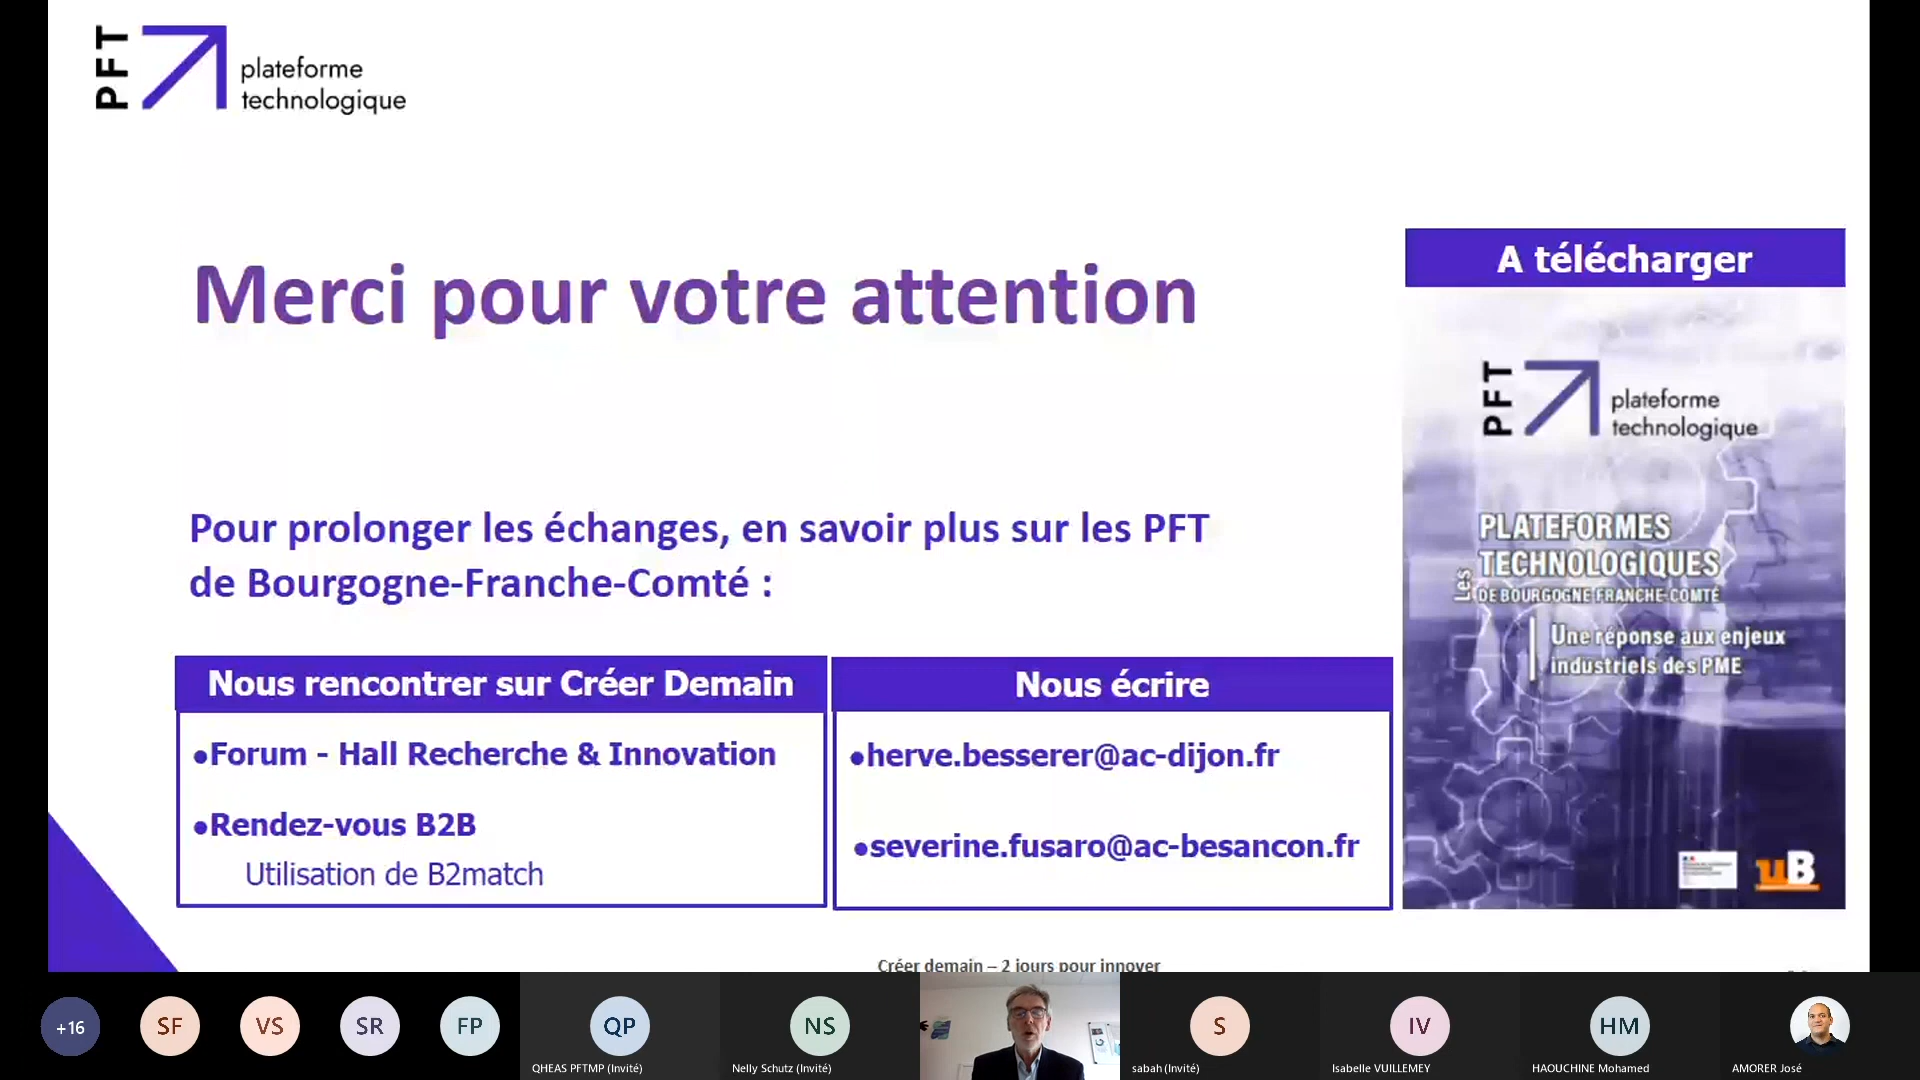 PFT
plateforme
technologique
Merci pour votre attention
A télécharger
PFT
plateforme
technologique
Les
PLATEFORMES
TECHNOLOGIQUES
DE BOURGOGNE-FRANCHE-COMTÉ
Une réponse aux enjeux
industriels des PME
uB
Pour prolonger les échanges, en savoir plus sur les PFT
de Bourgogne-Franche-Comté :
Nous rencontrer sur Créer Demain
•Forum - Hall Recherche & Innovation
•Rendez-vous B2B
Utilisation de B2match
Nous écrire
•herve.besserer@ac-dijon.fr
•severine.fusaro@ac-besancon.fr
Créer demain – 2 jours pour innover
+16
SF
VS
SR
FP
QP
QHEAS PFTMP (Invité)
NS
Nelly Schutz (Invité)
S
sabah (Invité)
IV
Isabelle VUILLEMEY
HM
HAOUCHINE Mohamed
AMORER José